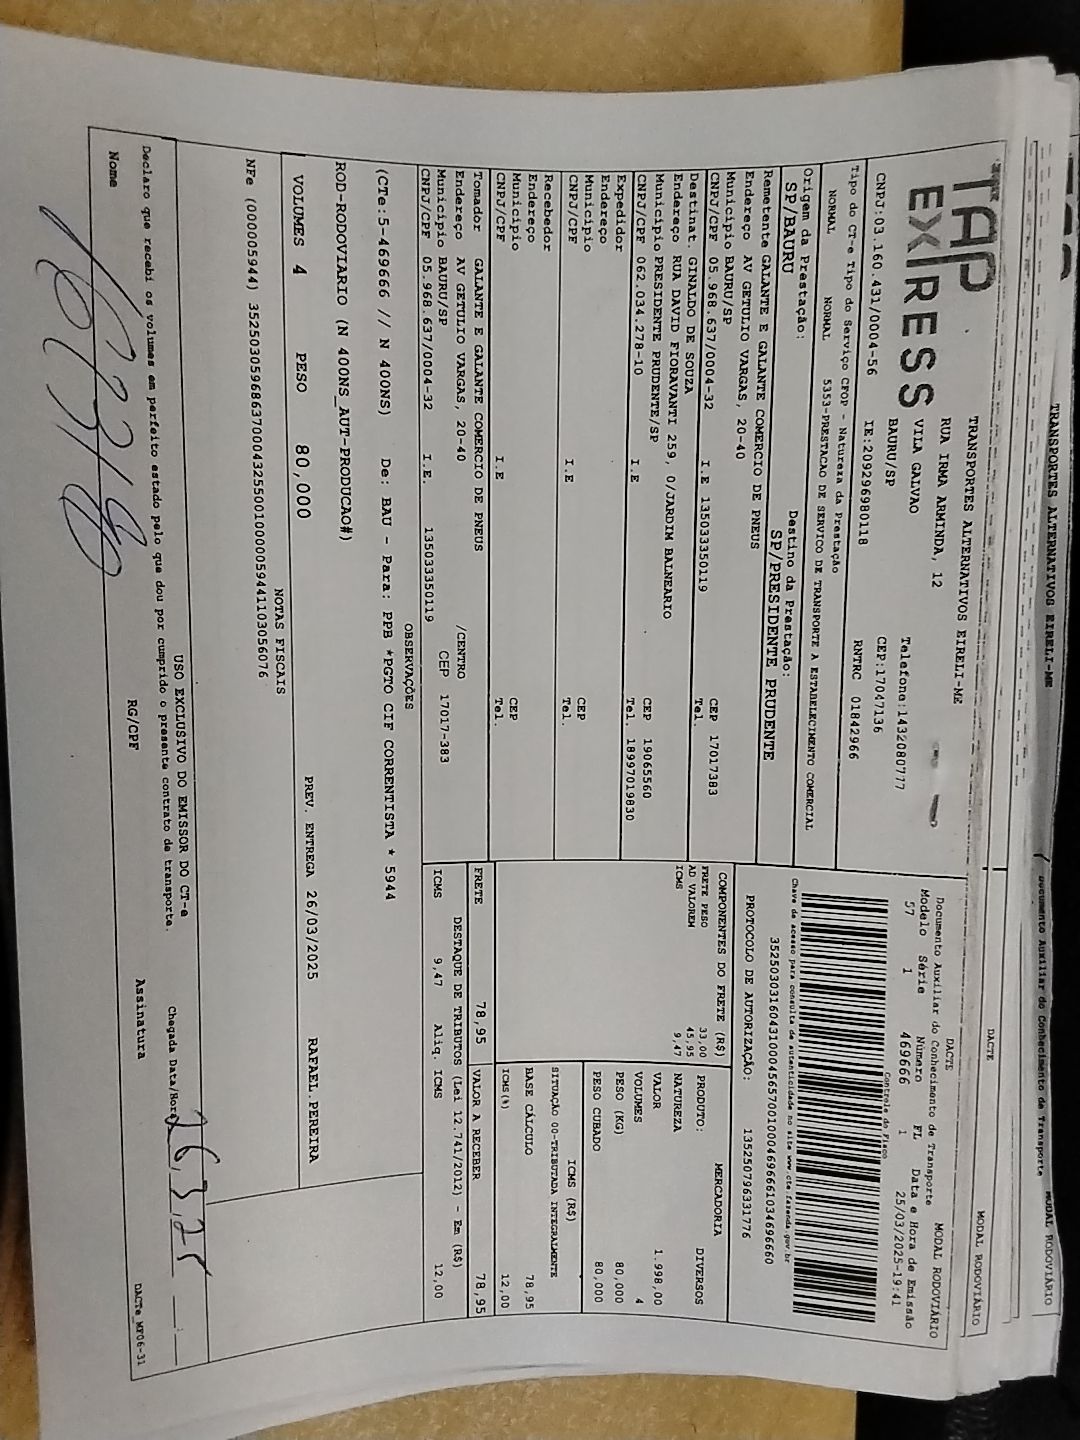 TRANSPORTES ALTERNATIVOS EIRELI-ME
Documento Auxiliar do Conhecimento de Transporte
MODAL RODOVIÁRIO
DACTE
MODAL RODOVIÁRIO
TAP
EXPRESS
TRANSPORTES ALTERNATIVOS EIRELI-ME
RUA IRMA ARMINDA, 12
VILA GALVAO
BAURU/SP
Telefone:1432080777
CEP:17047136
CNPJ:03.160.431/0004-56
IE:209296980118
RNTRC 01842966
DACTE
MODAL RODOVIÁRIO
Documento Auxiliar do Conhecimento de Transporte
Modelo Série Número FL Data e Hora de Emissão
57 1 469666 1 25/03/2025-19:41
Controle do Fisco
Chave de acesso para consulta de autenticidade no site www.cte.fazenda.gov.br
35250303160431000456570010004696661034696660
PROTOCOLO DE AUTORIZAÇÃO: 135250796331776
Tipo do CT-e Tipo do Serviço CFOP - Natureza da Prestação
NORMAL NORMAL 5353-PRESTACAO DE SERVICO DE TRANSPORTE A ESTABELECIMENTO COMERCIAL
Origem da Prestação: Destino da Prestação:
SP/BAURU SP/PRESIDENTE PRUDENTE
Remetente GALANTE E GALANTE COMERCIO DE PNEUS
Endereço AV GETULIO VARGAS, 20-40
Município BAURU/SP CEP 17017383
CNPJ/CPF 05.968.637/0004-32 I.E 135033350119
Destinat. GINALDO DE SOUZA
Endereço RUA DAVID FIORAVANTI 259, 0/JARDIM BALNEARIO
Município PRESIDENTE PRUDENTE/SP CEP 19065560
CNPJ/CPF 062.034.278-10 I.E Tel. 18997019830
Expedidor
Endereço
Município CEP
CNPJ/CPF I.E Tel.
Recebedor
Endereço
Município CEP
CNPJ/CPF I.E Tel.
Tomador GALANTE E GALANTE COMERCIO DE PNEUS
Endereço AV GETULIO VARGAS, 20-40 /CENTRO
Município BAURU/SP CEP 17017-383
CNPJ/CPF 05.968.637/0004-32 I.E. 135033350119
COMPONENTES DO FRETE (R$)
FRETE PESO 33,00
AD VALOREM 45,95
ICMS 9,47
MERCADORIA
PRODUTO: DIVERSOS
NATUREZA
VALOR 1.998,00
VOLUMES 4
PESO (KG) 80,000
PESO CUBADO 80,000
ICMS (R$)
SITUAÇÃO 00-TRIBUTADA INTEGRALMENTE
BASE CÁLCULO 78,95
ICMS(%) 12,00
FRETE 78,95 VALOR A RECEBER 78,95
DESTAQUE DE TRIBUTOS (Lei 12.741/2012) - Em (R$)
ICMS 9,47 Aliq. ICMS 12,00
OBSERVAÇÕES
(CTe:5-469666 // N 400NS) De: BAU - Para: PPB *PGTO CIF CORRENTISTA * 5944
ROD-RODOVIARIO (N 400NS_AUT-PRODUCAO#)
VOLUMES 4 PESO 80,000 PREV. ENTREGA 26/03/2025 RAFAEL.PEREIRA
NOTAS FISCAIS
NFe (000005944) 35250305968637000432550010000059441103056076
USO EXCLUSIVO DO EMISSOR DO CT-e
Declaro que recebi os volumes em perfeito estado pelo que dou por cumprido o presente contrato de transporte. Chegada Data/Hora 26,3,25
Nome RG/CPF Assinatura
DACTe_MF06-31